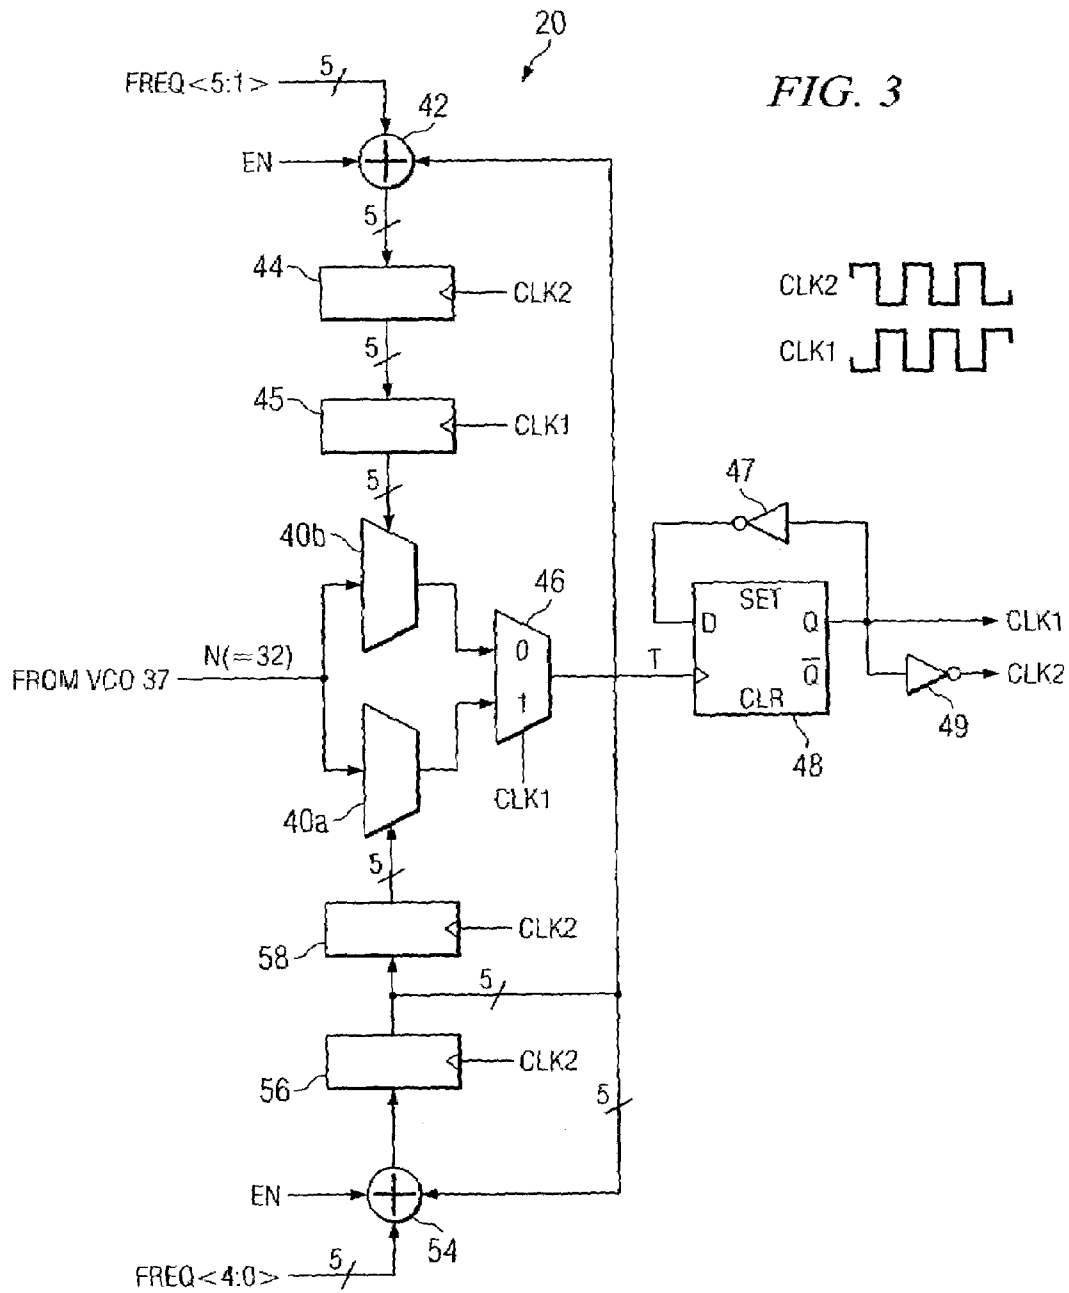 20
FIG. 3
FREQ<5:1>
5
42
EN
5
44
CLK2
5
45
CLK1
5
CLK2
CLK1
40b
46
0
1
CLK1
N(=32)
FROM VCO 37
40a
T
47
SET
D
Q
Q̅
CLR
48
CLK1
CLK2
49
5
58
CLK2
5
56
CLK2
5
EN
54
FREQ<4:0>
5